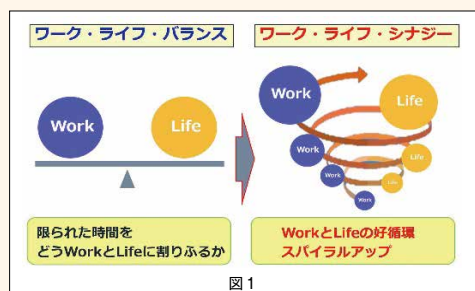 ワーク・ライフ・バランス
ワーク・ライフ・シナジー
Work
Life
Work
Life
Work
Life
Work
Life
Work
限られた時間を
どうWorkとLifeに割りふるか
WorkとLifeの好循環
スパイラルアップ
図1